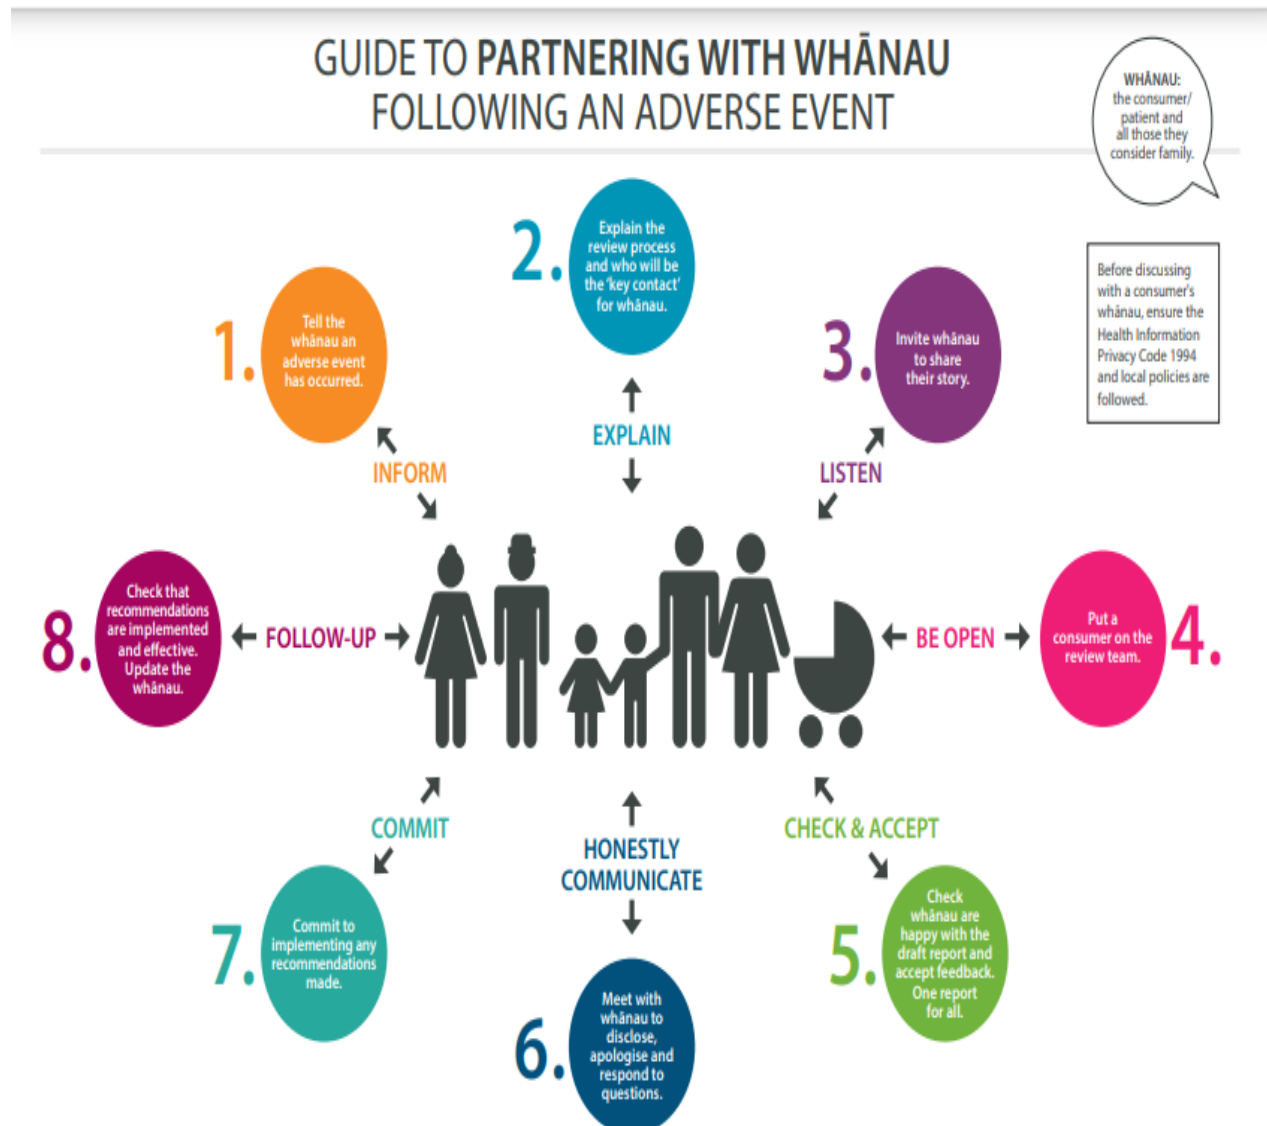 GUIDE TO PARTNERING WITH WHĀNAU
FOLLOWING AN ADVERSE EVENT
WHĀNAU:
the consumer/
patient and
all those they
consider family.
Before discussing
with a consumer's
whānau, ensure the
Health Information
Privacy Code 1994
and local policies are
followed.
1.
Tell the
whānau an
adverse event
has occurred.
INFORM
2.
Explain the
review process
and who will be
the 'key contact'
for whānau.
EXPLAIN
3.
Invite whānau
to share
their story.
LISTEN
4.
Put a
consumer on the
review team.
BE OPEN
5.
Check
whānau are
happy with the
draft report and
accept feedback.
One report
for all.
CHECK & ACCEPT
6.
Meet with
whānau to
disclose,
apologise and
respond to
questions.
HONESTLY
COMMUNICATE
7.
Commit to
implementing any
recommendations
made.
COMMIT
8.
Check that
recommendations
are implemented
and effective.
Update the
whānau.
FOLLOW-UP